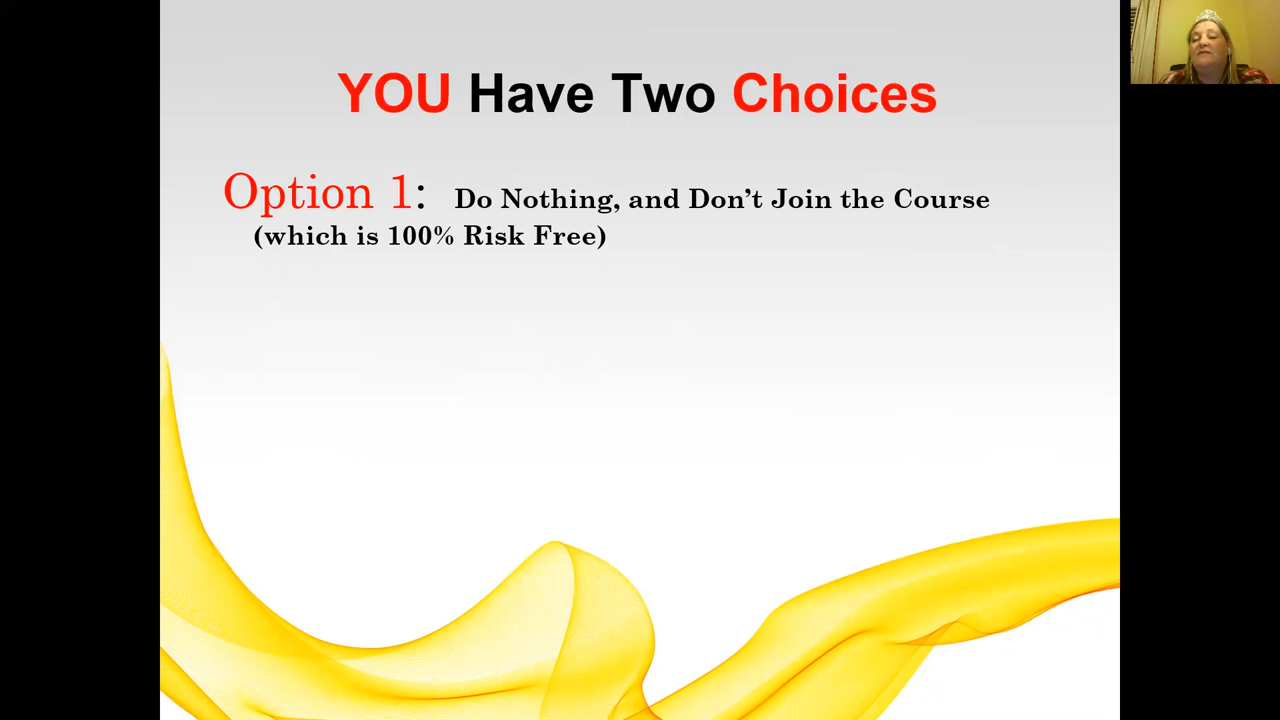 YOU Have Two Choices
Option 1: Do Nothing, and Don’t Join the Course
(which is 100% Risk Free)